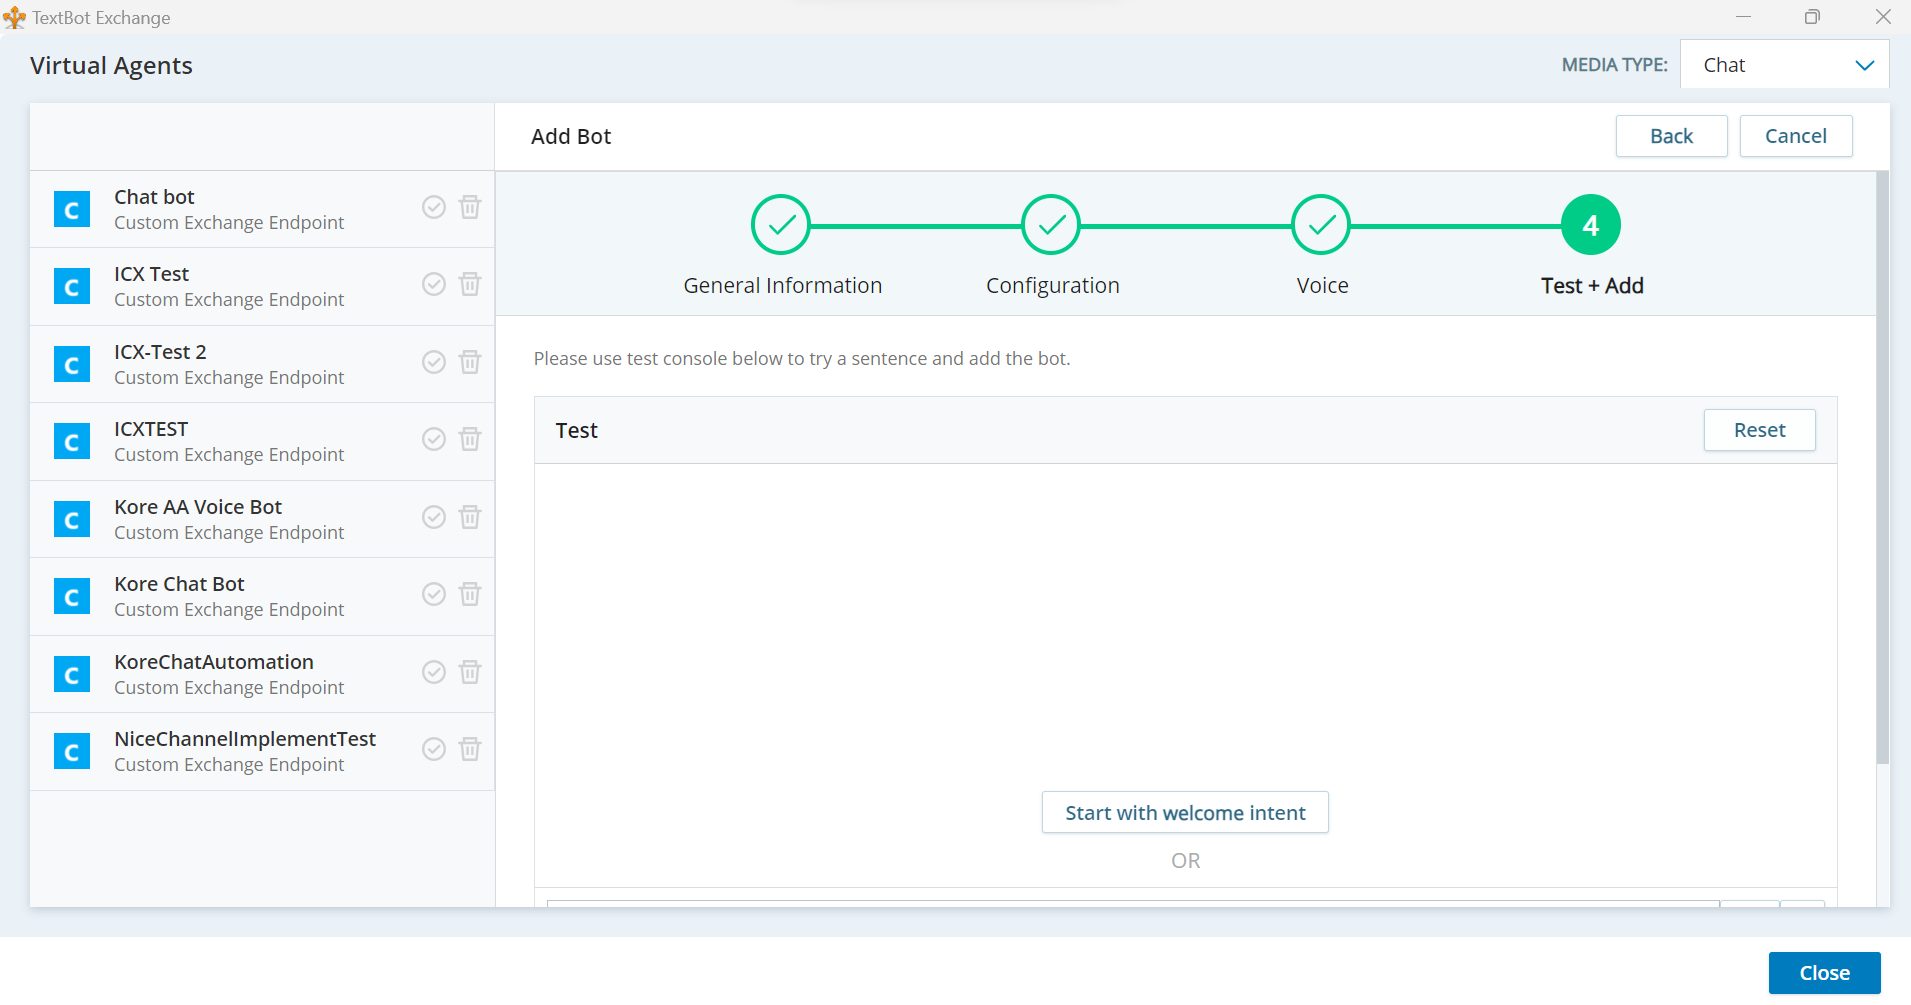 TextBot Exchange
Virtual Agents
MEDIA TYPE:
Chat
Add Bot
Back
Cancel
C
Chat bot
Custom Exchange Endpoint
C
ICX Test
Custom Exchange Endpoint
C
ICX-Test 2
Custom Exchange Endpoint
C
ICXTEST
Custom Exchange Endpoint
C
Kore AA Voice Bot
Custom Exchange Endpoint
C
Kore Chat Bot
Custom Exchange Endpoint
C
KoreChatAutomation
Custom Exchange Endpoint
C
NiceChannelImplementTest
Custom Exchange Endpoint
4
General Information
Configuration
Voice
Test + Add
Please use test console below to try a sentence and add the bot.
Test
Reset
Start with welcome intent
OR
Close